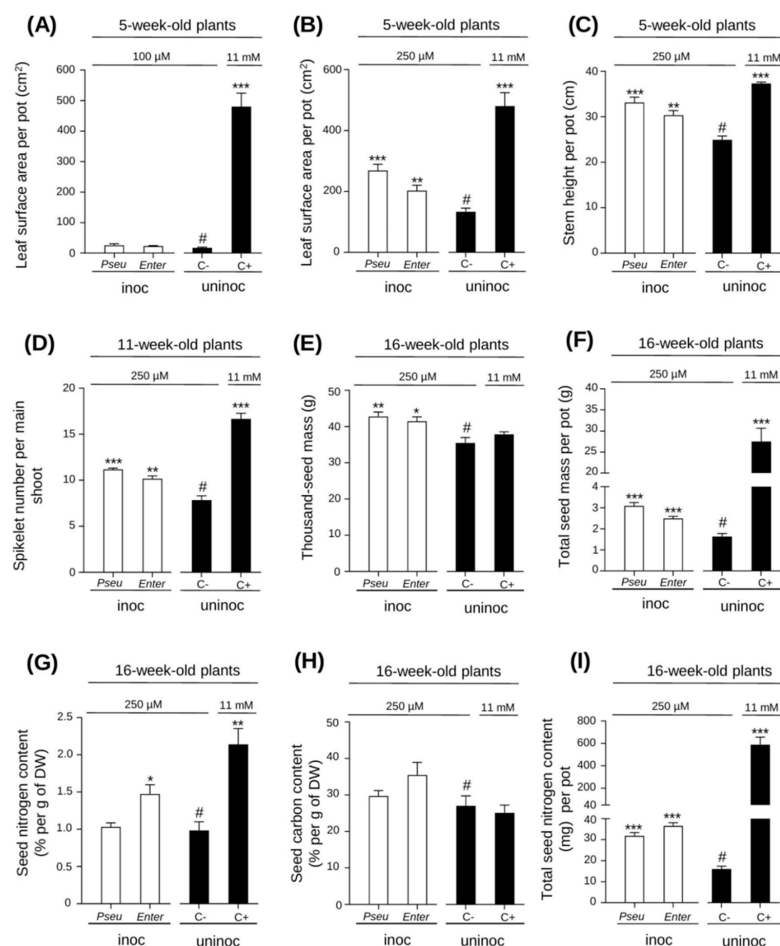 (A)
5-week-old plants
100 µM 11 mM
Leaf surface area per pot (cm²)
600
500
400
300
200
100
0
#
***
Pseu Enter C- C+
inoc uninoc
(B)
5-week-old plants
250 µM 11 mM
Leaf surface area per pot (cm²)
600
400
200
0
***
**
#
***
Pseu Enter C- C+
inoc uninoc
(C)
5-week-old plants
250 µM 11 mM
Stem height per pot (cm)
40
30
20
10
0
***
**
#
***
Pseu Enter C- C+
inoc uninoc
(D)
11-week-old plants
250 µM 11 mM
Spikelet number per main
shoot
20
15
10
5
0
***
**
#
***
Pseu Enter C- C+
inoc uninoc
(E)
16-week-old plants
250 µM 11 mM
Thousand-seed mass (g)
50
40
30
20
10
0
**
*
#
Pseu Enter C- C+
inoc uninoc
(F)
16-week-old plants
250 µM 11 mM
Total seed mass per pot (g)
40
35
30
25
20
4
3
2
1
0
***
***
#
***
Pseu Enter C- C+
inoc uninoc
(G)
16-week-old plants
250 µM 11 mM
Seed nitrogen content
(% per g of DW)
2.5
2.0
1.5
1.0
0.5
0
*
#
**
Pseu Enter C- C+
inoc uninoc
(H)
16-week-old plants
250 µM 11 mM
Seed carbon content
(% per g of DW)
50
40
30
20
10
0
#
Pseu Enter C- C+
inoc uninoc
(I)
16-week-old plants
250 µM 11 mM
Total seed nitrogen content
(mg) per pot
800
600
400
200
40
40
30
20
10
0
***
***
#
***
Pseu Enter C- C+
inoc uninoc